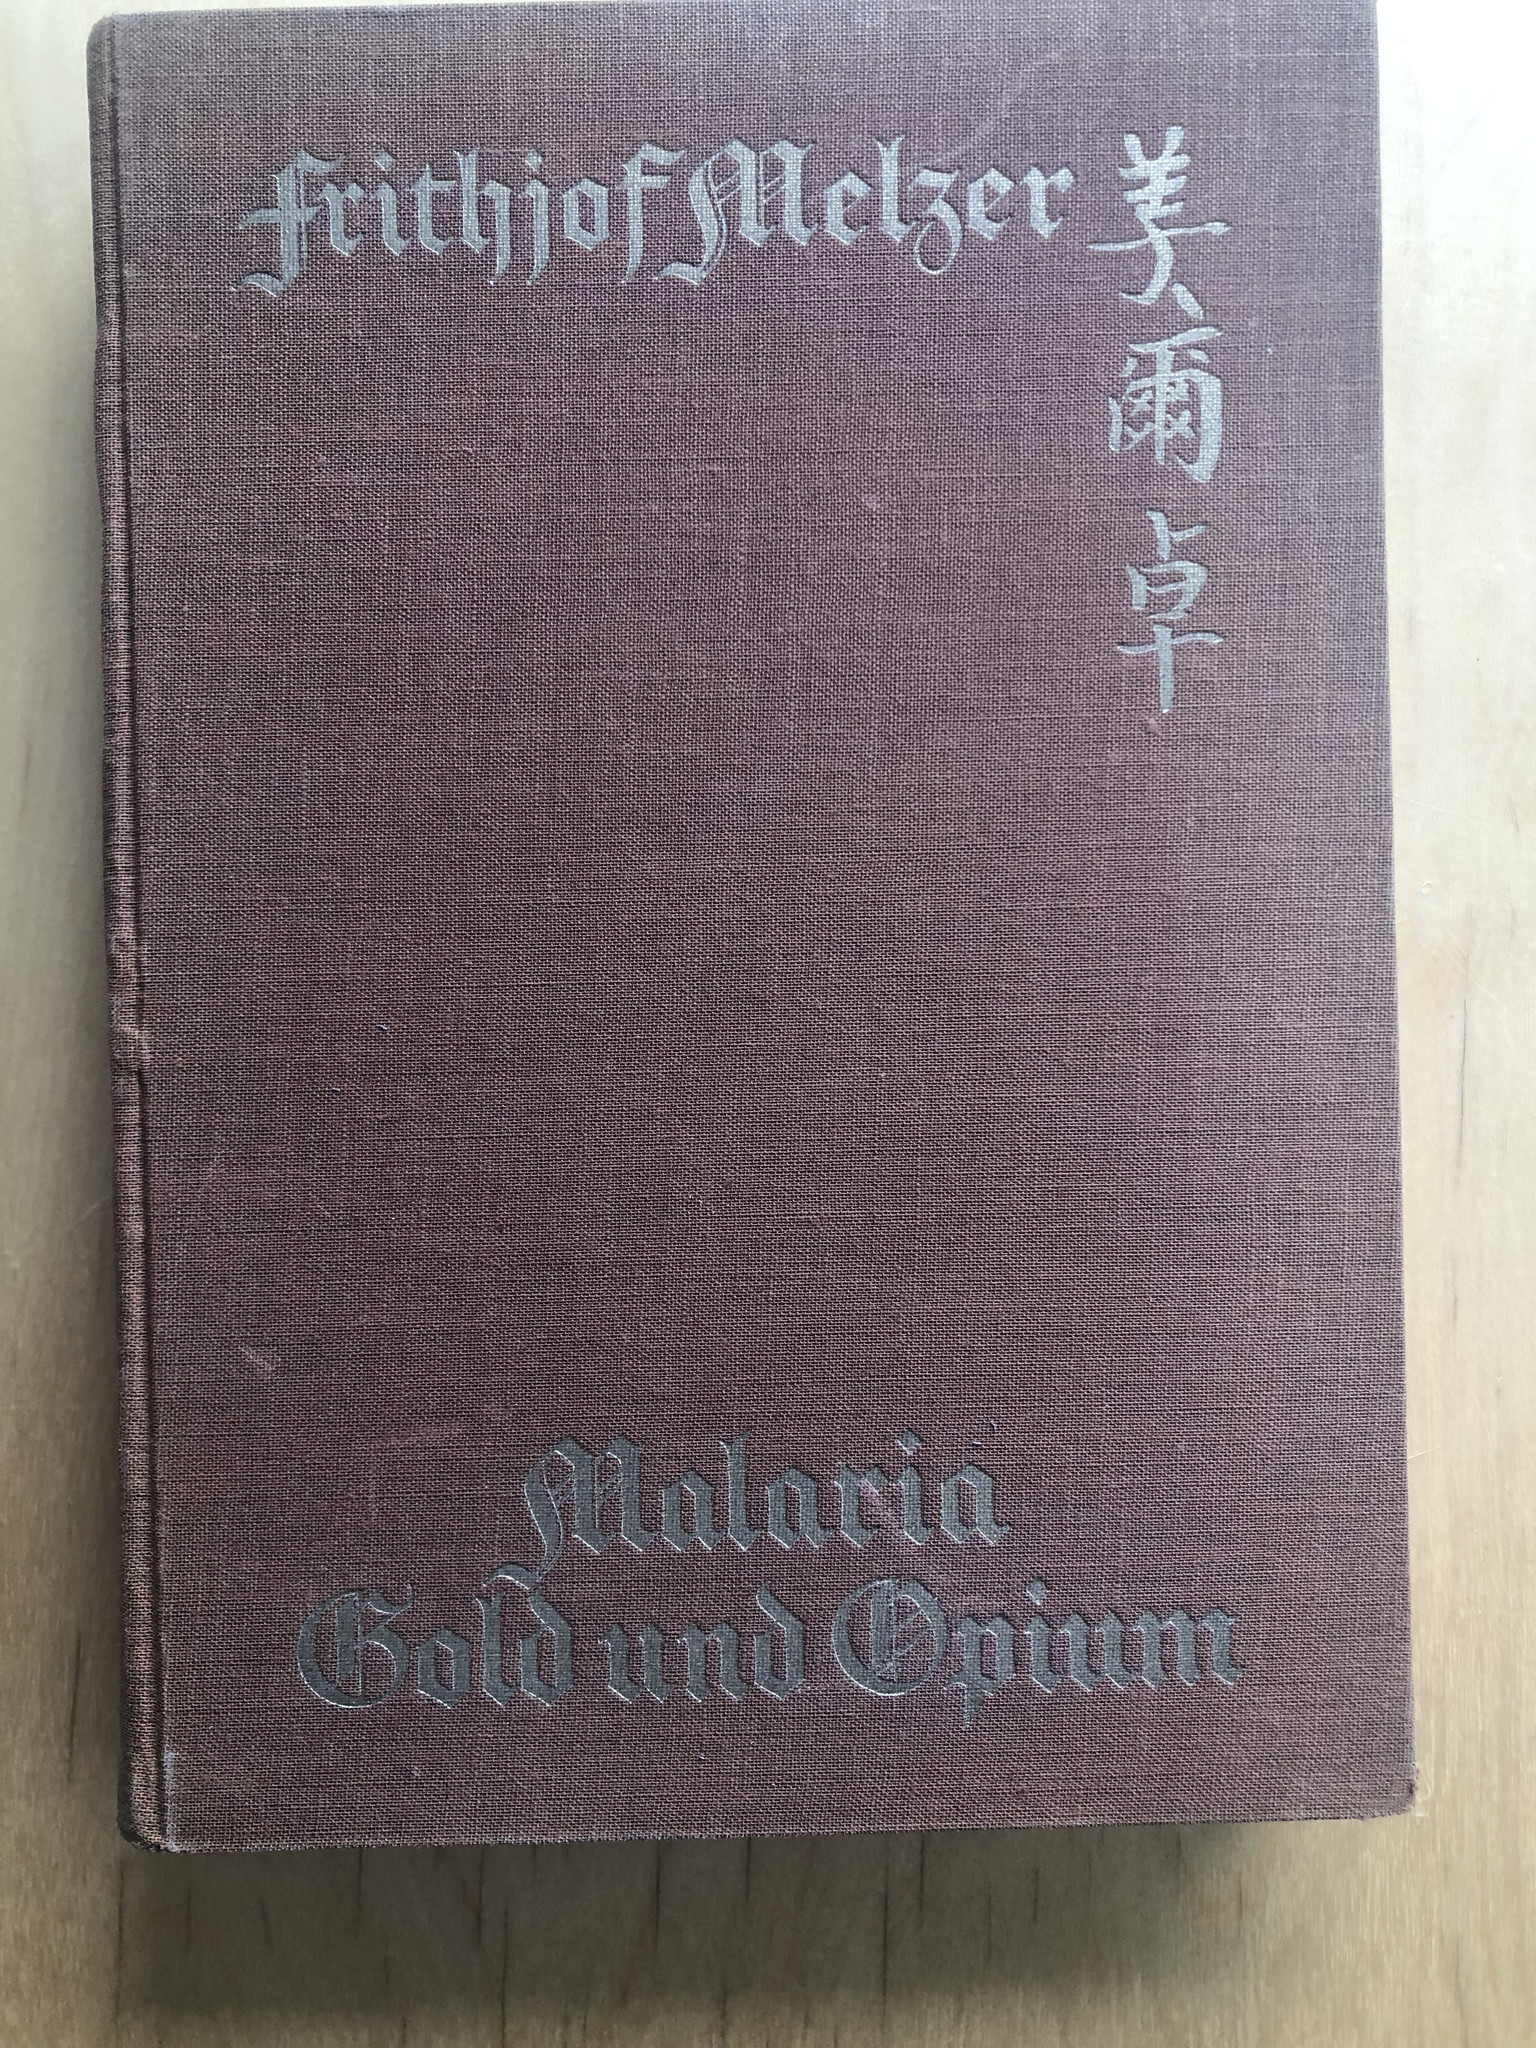 Frithjof Melzer
美爾卓
Malaria
Gold und Opium